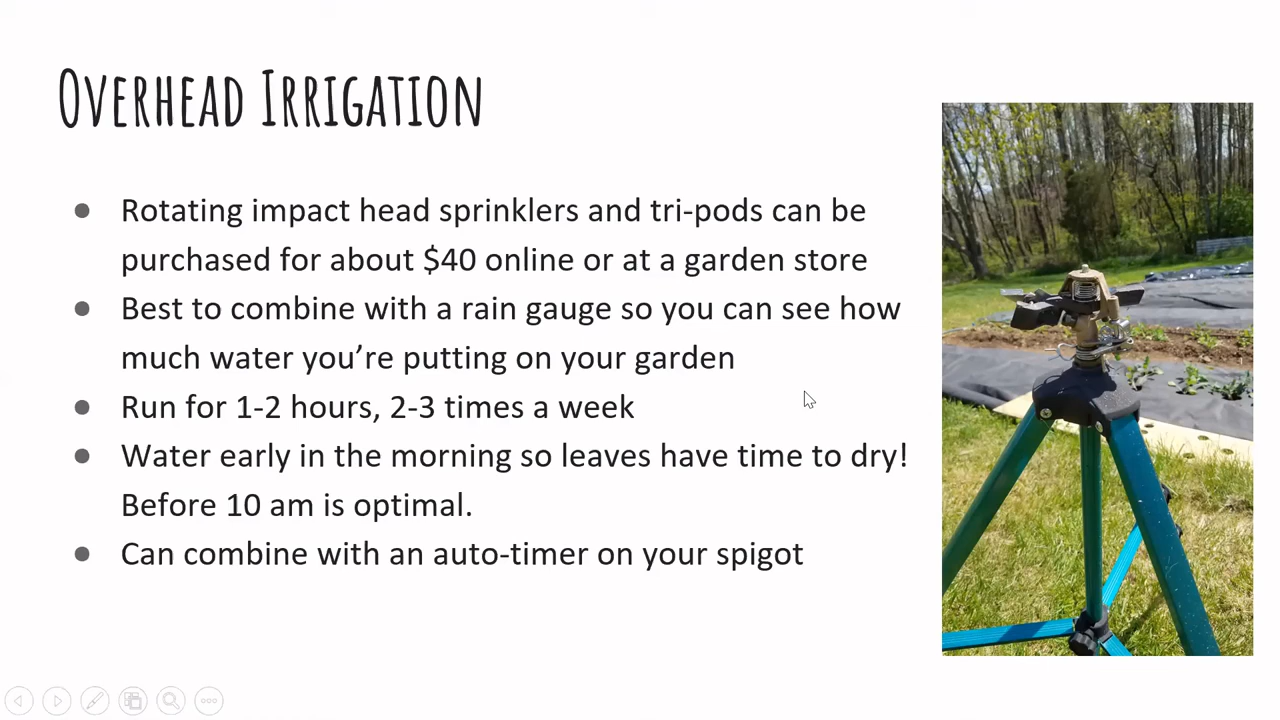 Overhead Irrigation
Rotating impact head sprinklers and tri-pods can be
purchased for about $40 online or at a garden store
Best to combine with a rain gauge so you can see how
much water you’re putting on your garden
Run for 1-2 hours, 2-3 times a week
Water early in the morning so leaves have time to dry!
Before 10 am is optimal.
Can combine with an auto-timer on your spigot